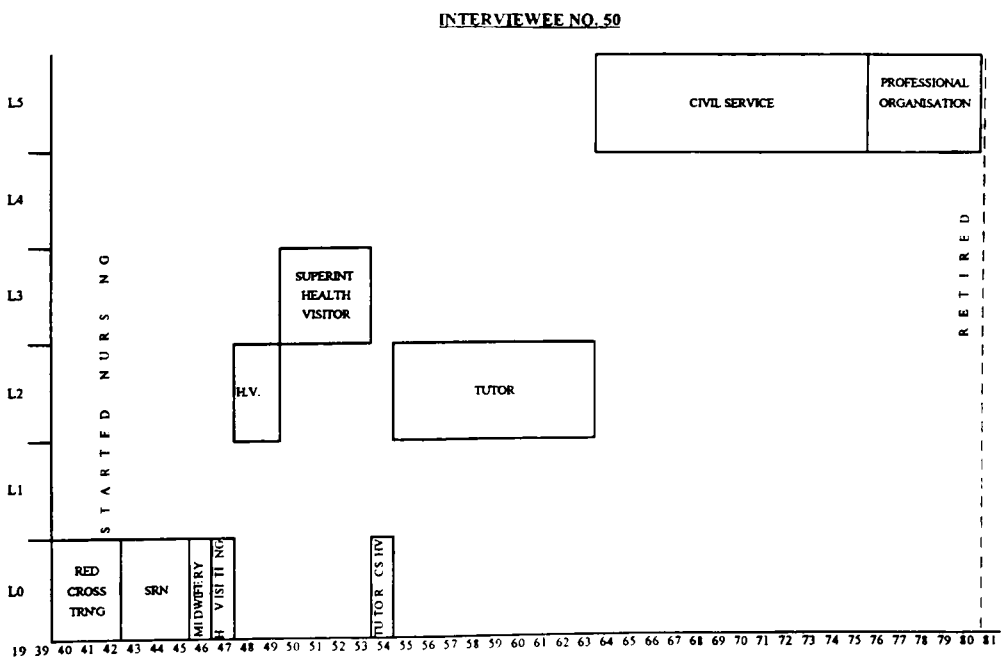 INTERVIEWEE NO. 50
L5
CIVIL SERVICE
PROFESSIONAL
ORGANISATION
L4
L3
SUPERINT
HEALTH
VISITOR
L2
H.V.
TUTOR
L1
STARTED NURS NG
RETIRED
L0
RED
CROSS
TRN'G
SRN
MIDWIFERY
H VISITING
TUTOR CS HV
19 39 40 41 42 43 44 45 46 47 48 49 50 51 52 53 54 55 56 57 58 59 60 61 62 63 64 65 66 67 68 69 70 71 72 73 74 75 76 77 78 79 80 81